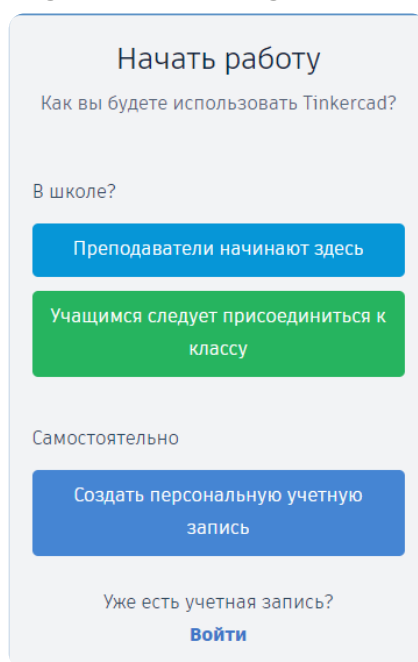 Начать работу
Как вы будете использовать Tinkercad?
В школе?
Преподаватели начинают здесь
Учащимся следует присоединиться к
классу
Самостоятельно
Создать персональную учетную
запись
Уже есть учетная запись?
Войти